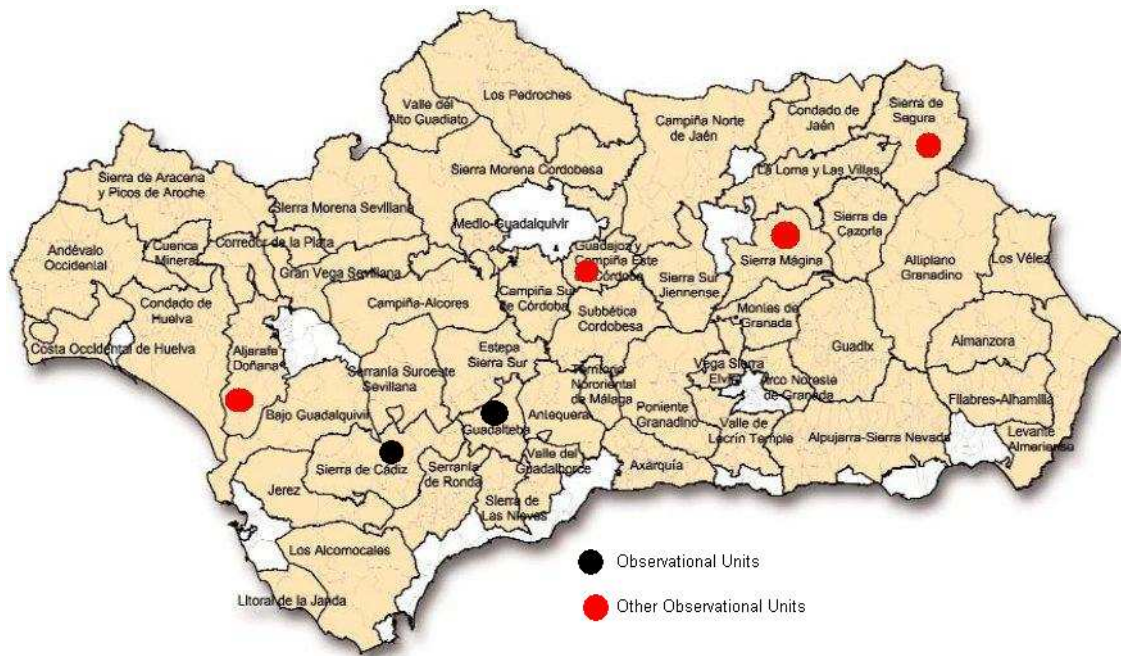 Los Pedroches
Valle del
Alto Guadiato
Campiña Norte
de Jaén
Condado de
Jaén
Sierra de
Segura
Sierra Morena Cordobesa
La Loma y Las Villas
Sierra de Aracena
y Picos de Aroche
Sierra Morena Sevillana
Medio-Guadalquivir
Sierra de
Cazorla
Andévalo
Occidental
Cuenca
Minera
Corredor de la Plata
Guadajoz y
Campiña Este
Córdoba
Sierra Mágina
Altiplano
Granadino
Los Vélez
Gran Vega Sevillana
Sierra Sur
Jiennense
Condado de
Huelva
Campiña-Alcores
Campiña Sur
de Córdoba
Subbética
Cordobesa
Montes de
Granada
Costa Occidental de Huelva
Aljarafe
Doñana
Estepa
Sierra Sur
Guadix
Almanzora
Serranía Suroeste
Sevillana
Territorio
Nororiental
de Málaga
Vega Sierra
Elvira
Arco Noreste
de Granada
Bajo Guadalquivir
Guadalteba
Antequera
Poniente
Granadino
Filabres-Alhamilla
Valle de
Lecrín Temple
Alpujarra-Sierra Nevada
Levante
Almeriense
Sierra de Cádiz
Serranía
de Ronda
Valle del
Guadalhorce
Axarquía
Jerez
Sierra de
Las Nieves
Los Alcornocales
Litoral de la Janda
Observational Units
Other Observational Units